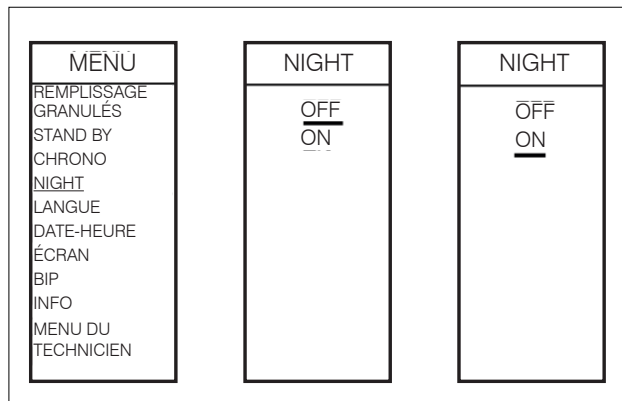 MENU
REMPLISSAGE
GRANULÉS
STAND BY
CHRONO
NIGHT
LANGUE
DATE-HEURE
ÉCRAN
BIP
INFO
MENU DU
TECHNICIEN
NIGHT
OFF
ON
NIGHT
OFF
ON